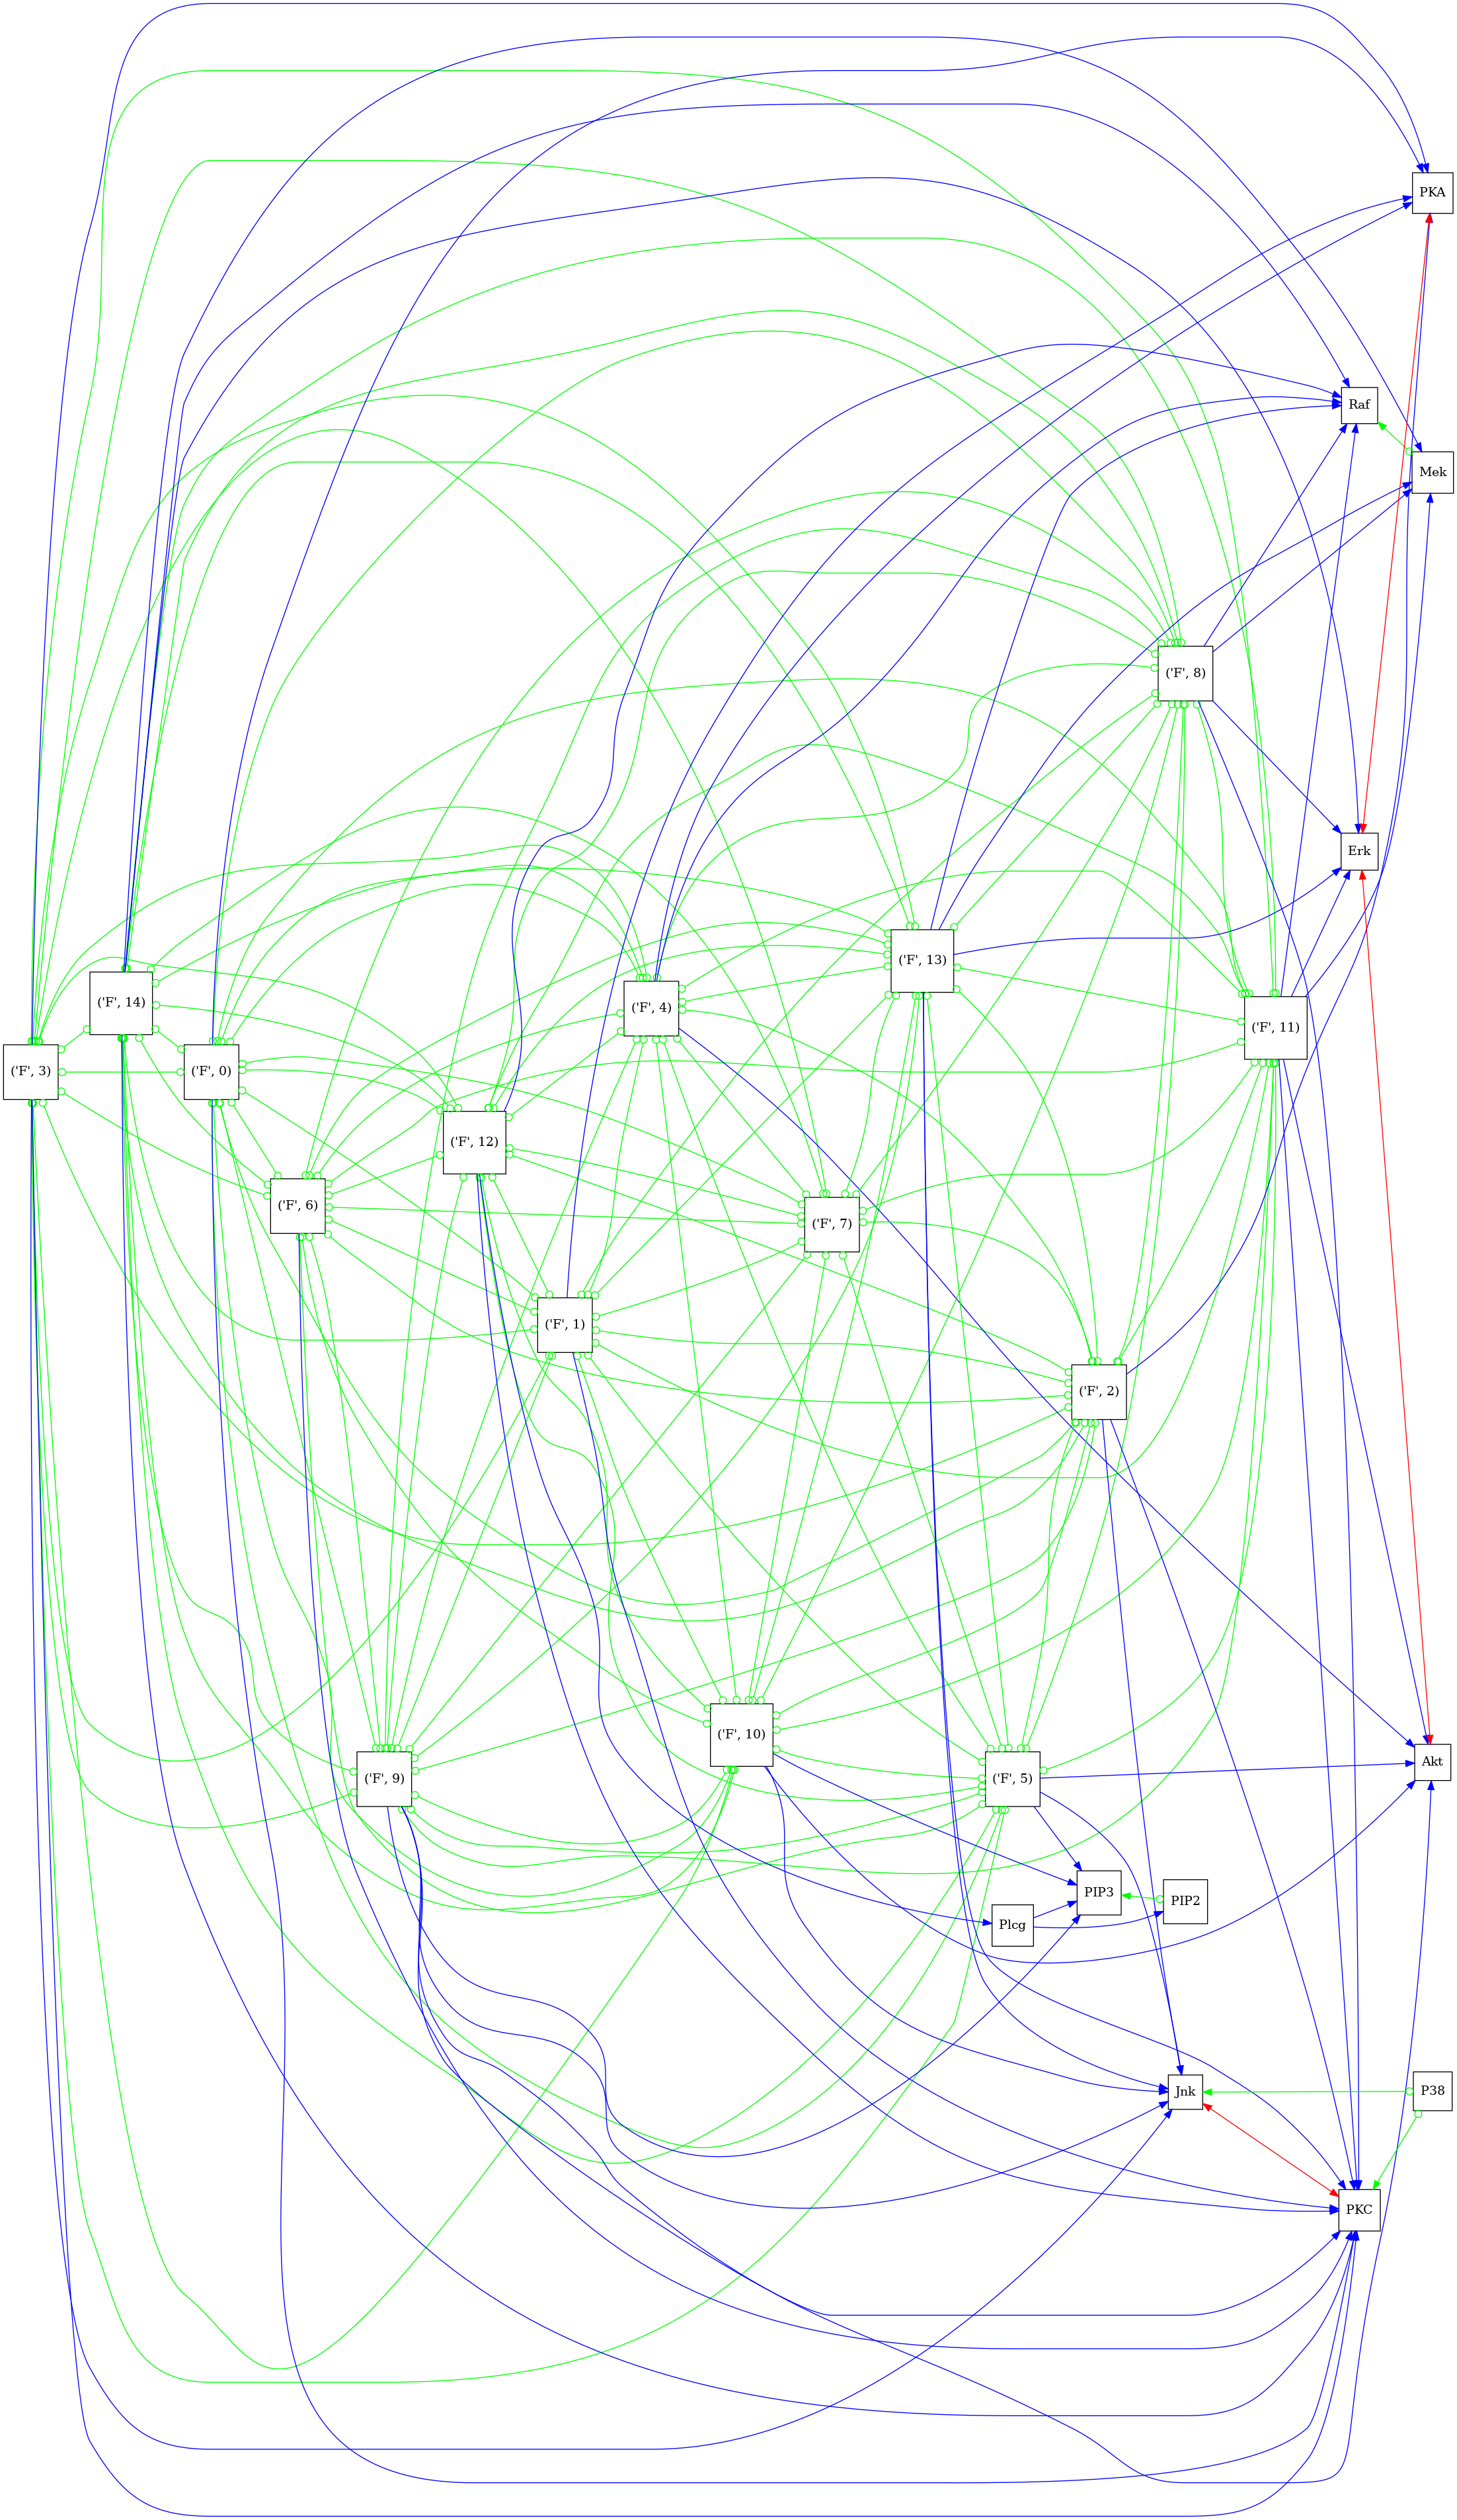 PKA
Raf
Mek
('F', 8)
Erk
('F', 13)
('F', 14)
('F', 4)
('F', 11)
('F', 3)
('F', 0)
('F', 12)
('F', 6)
('F', 7)
('F', 1)
('F', 2)
('F', 10)
Akt
('F', 9)
('F', 5)
PIP3
PIP2
Plcg
P38
Jnk
PKC